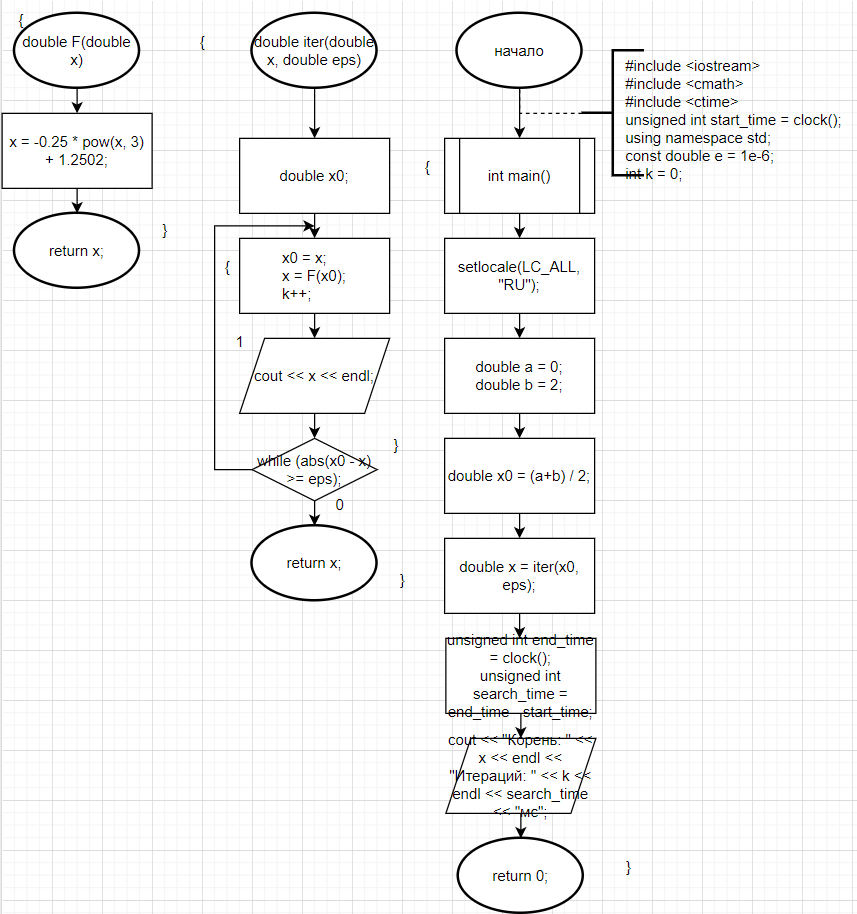 {
double F(double
x)
x = -0.25 * pow(x, 3)
+ 1.2502;
return x;
}
{
double iter(double
x, double eps)
double x0;
{
x0 = x;
x = F(x0);
k++;
1
cout << x << endl;
}
while (abs(x0 - x)
>= eps);
0
return x;
}
начало
#include <iostream>
#include <cmath>
#include <ctime>
unsigned int start_time = clock();
using namespace std;
const double e = 1e-6;
int k = 0;
{
int main()
setlocale(LC_ALL,
"RU");
double a = 0;
double b = 2;
double x0 = (a+b) / 2;
double x = iter(x0,
eps);
unsigned int end_time
= clock();
unsigned int
search_time =
end_time - start_time;
cout << "Корень: " <<
x << endl <<
"Итераций: " << k <<
endl << search_time
<< "мс";
return 0;
}